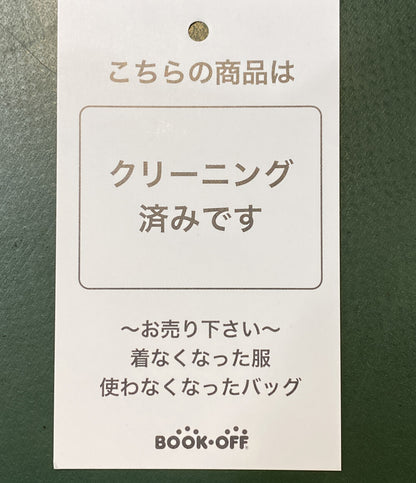 こちらの商品は
クリーニング
済みです
～お売り下さい～
着なくなった服
使わなくなったバッグ
BOOK・OFF